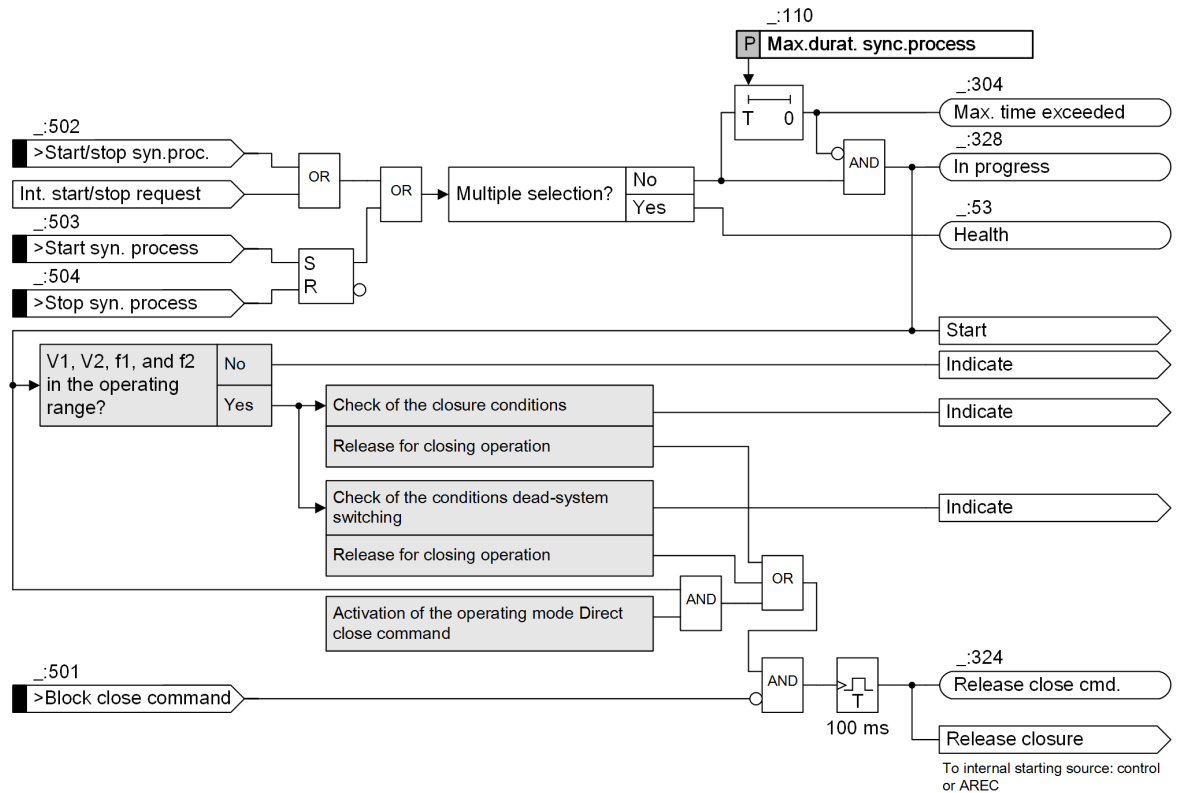 _:110
P Max.durat. sync.process
_:304
T 0
Max. time exceeded
_:502
>Start/stop syn.proc.
_:328
OR
AND
In progress
Int. start/stop request
OR
Multiple selection?
No
Yes
_:503
>Start syn. process
_:53
Health
S
R
_:504
>Stop syn. process
Start
V1, V2, f1, and f2
in the operating
range?
No
Yes
Indicate
Check of the closure conditions
Indicate
Release for closing operation
Check of the conditions dead-system
switching
Indicate
Release for closing operation
OR
AND
Activation of the operating mode Direct
close command
_:501
>Block close command
AND
T
100 ms
_:324
Release close cmd.
Release closure
To internal starting source: control
or AREC